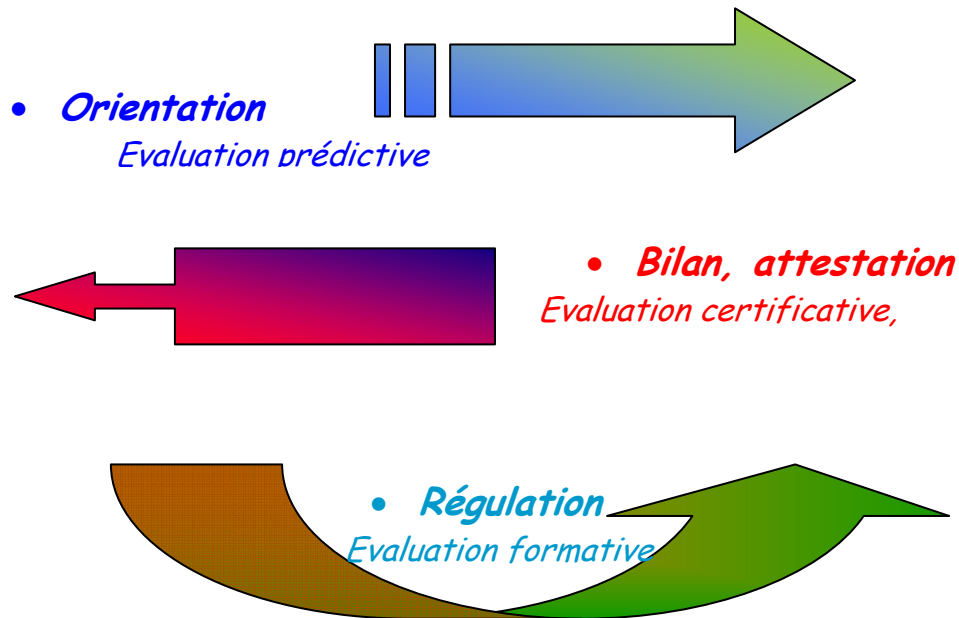 • Orientation
Evaluation prédictive
• Bilan, attestation
Evaluation certificative,
• Régulation
Evaluation formative